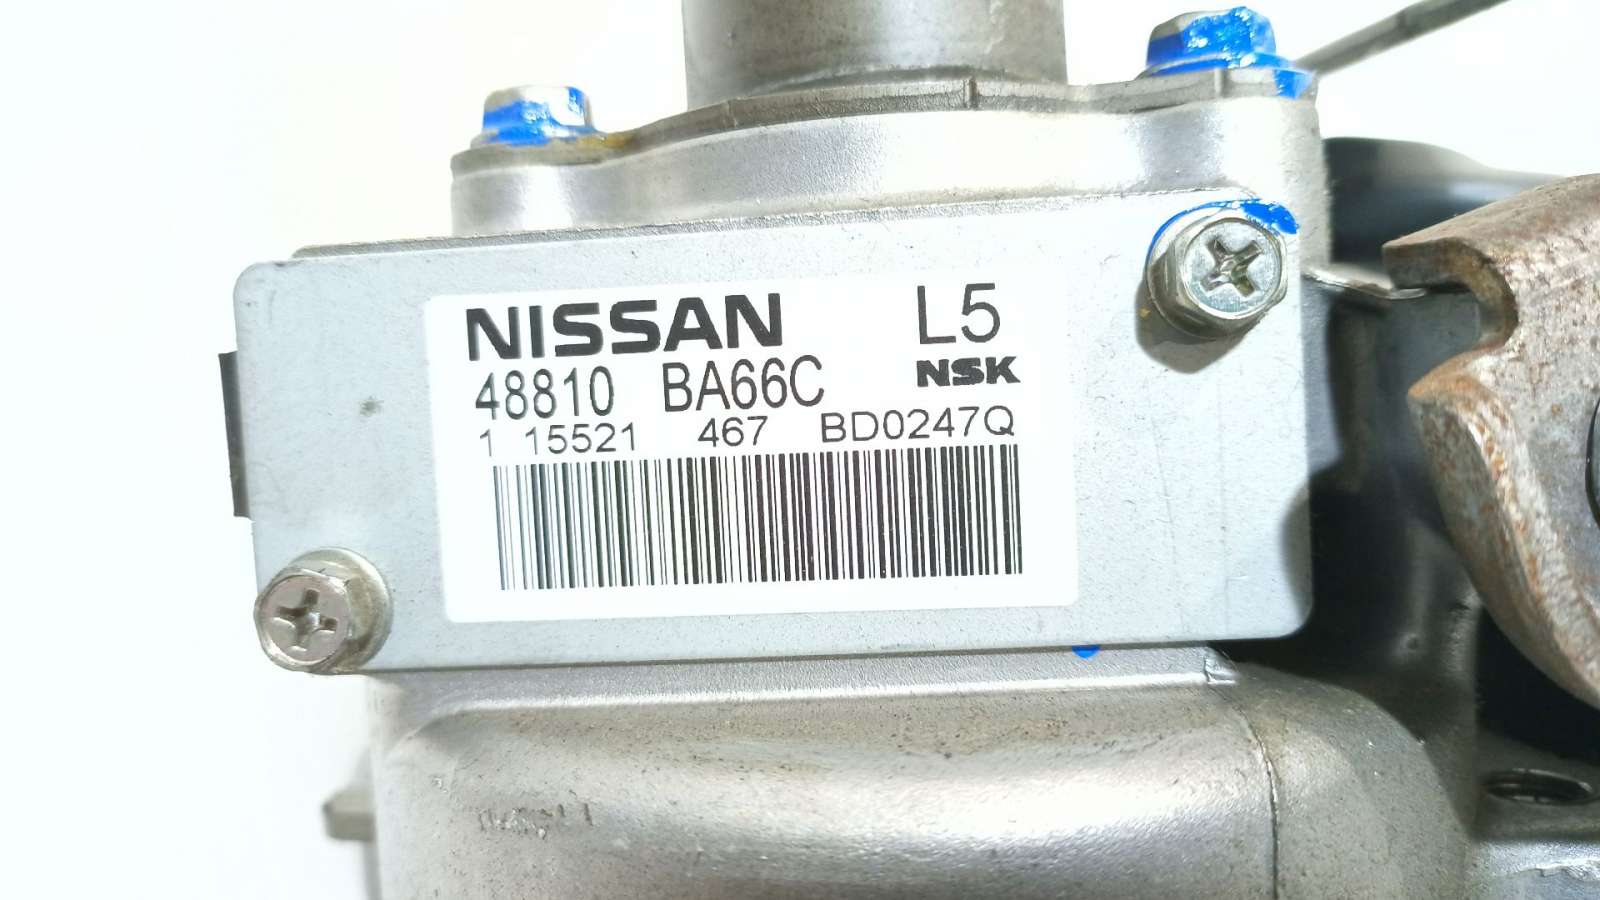 NISSAN L5
48810 BA66C NSK
1 15521 467 BD0247Q